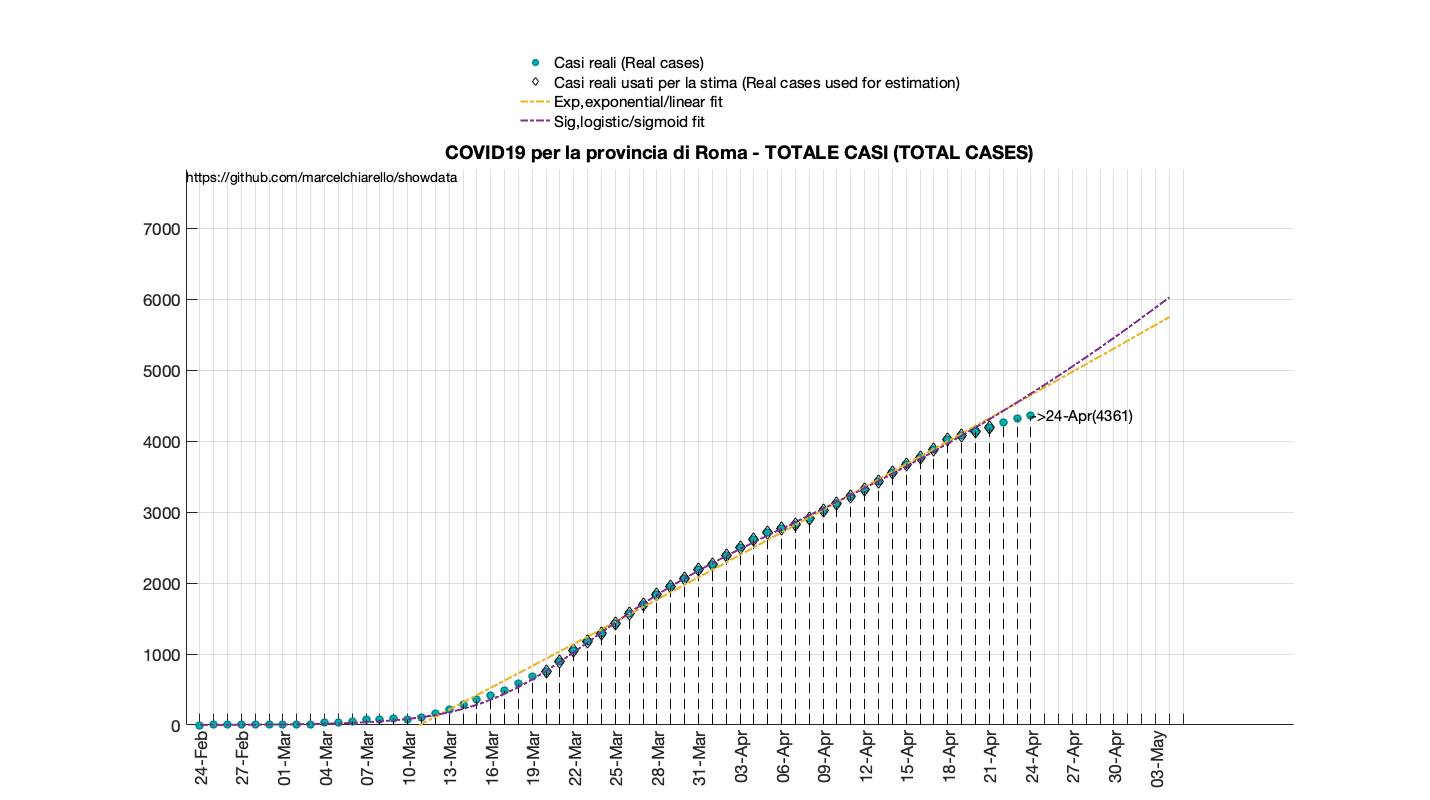 Casi reali (Real cases)
Casi reali usati per la stima (Real cases used for estimation)
Exp,exponential/linear fit
Sig,logistic/sigmoid fit
COVID19 per la provincia di Roma - TOTALE CASI (TOTAL CASES)
https://github.com/marcelchiarello/showdata
7000
6000
5000
4000
3000
2000
1000
0
->24-Apr(4361)
24-Feb
27-Feb
01-Mar
04-Mar
07-Mar
10-Mar
13-Mar
16-Mar
19-Mar
22-Mar
25-Mar
28-Mar
31-Mar
03-Apr
06-Apr
09-Apr
12-Apr
15-Apr
18-Apr
21-Apr
24-Apr
27-Apr
30-Apr
03-May